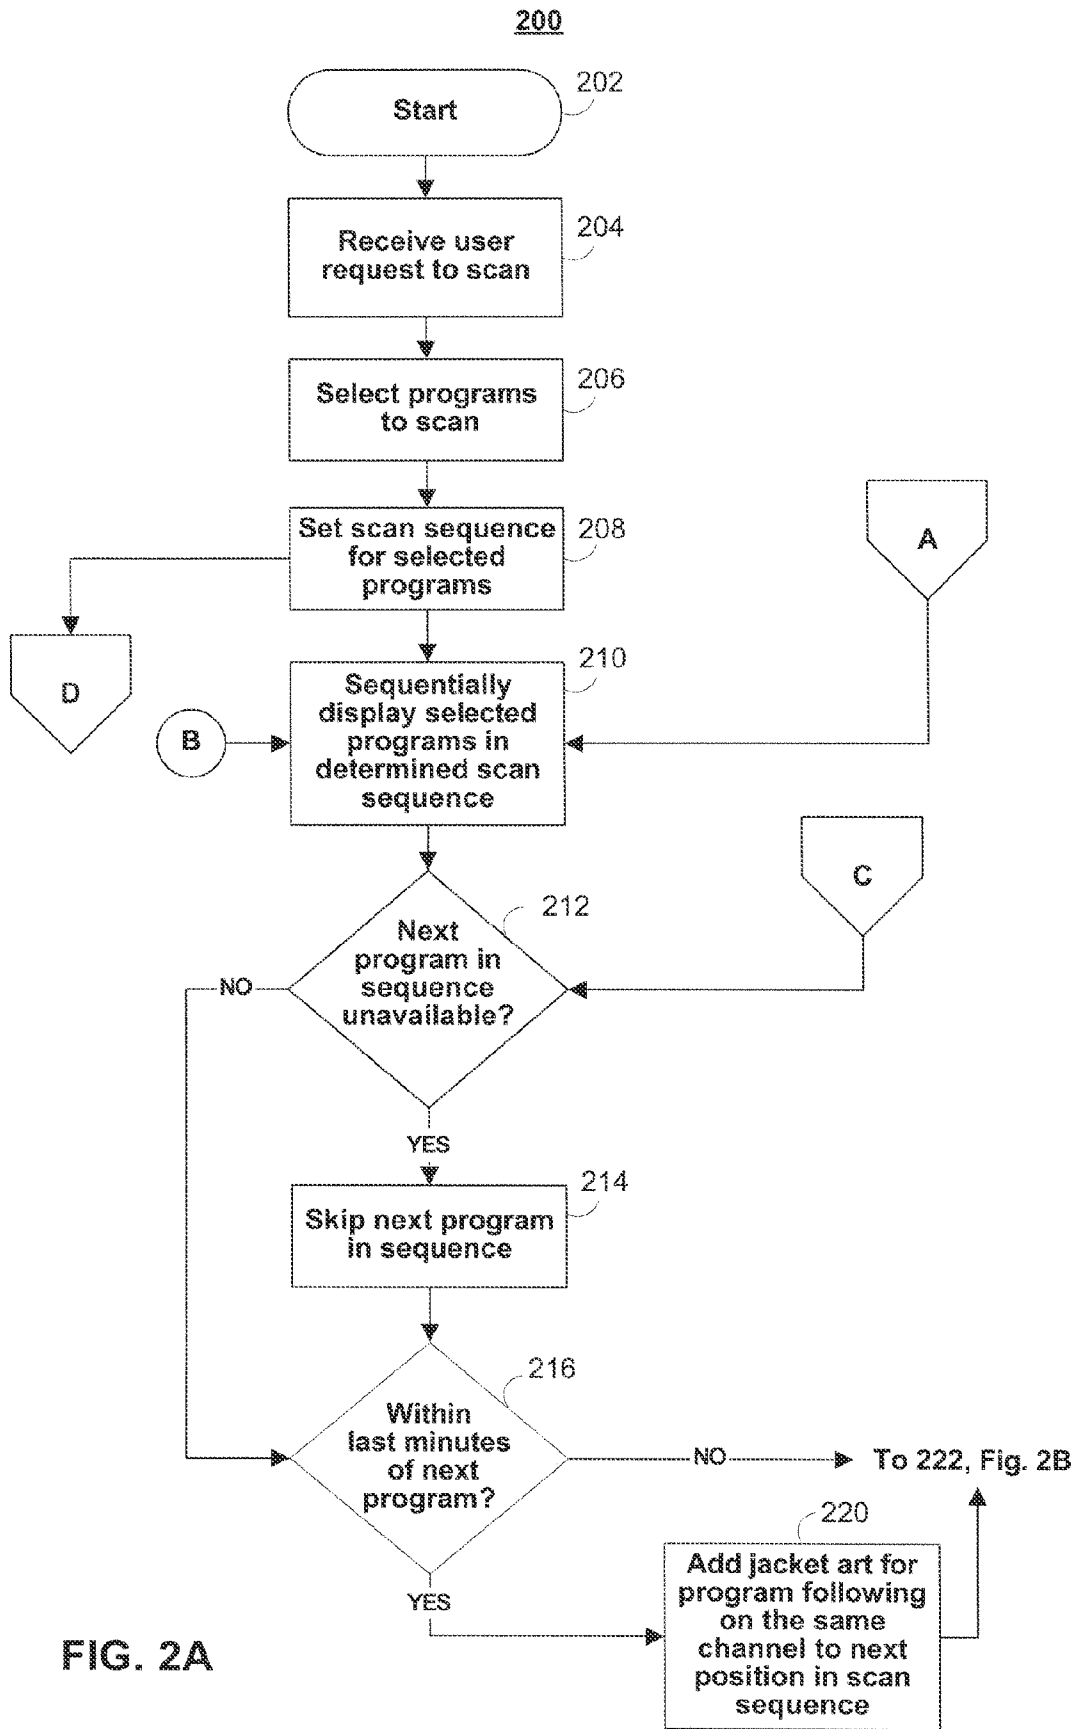 200
Start
202
Receive user
request to scan
204
Select programs
to scan
206
Set scan sequence
for selected
programs
208
A
D
B
Sequentially
display selected
programs in
determined scan
sequence
210
C
Next
program in
sequence
unavailable?
212
NO
YES
Skip next program
in sequence
214
Within
last minutes
of next
program?
216
NO
To 222, Fig. 2B
YES
220
Add jacket art for
program following
on the same
channel to next
position in scan
sequence
FIG. 2A